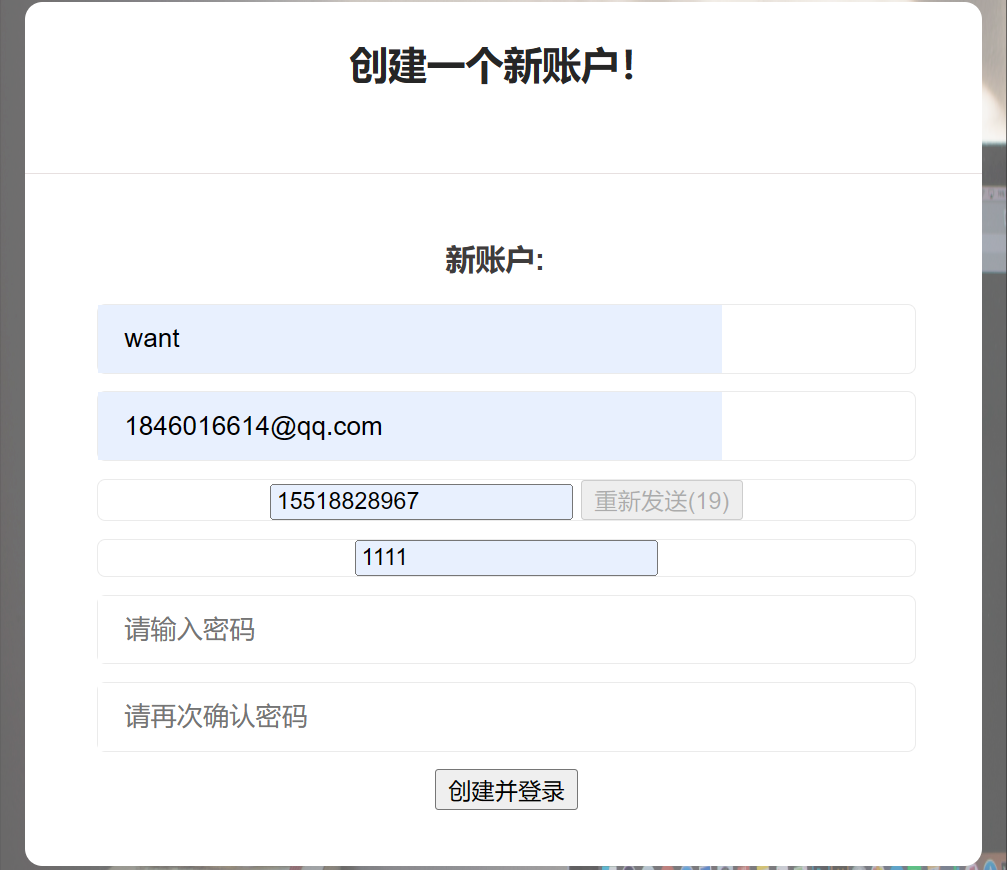 创建一个新账户!
新账户:
want
1846016614@qq.com
15518828967 重新发送(19)
1111
请输入密码
请再次确认密码
创建并登录